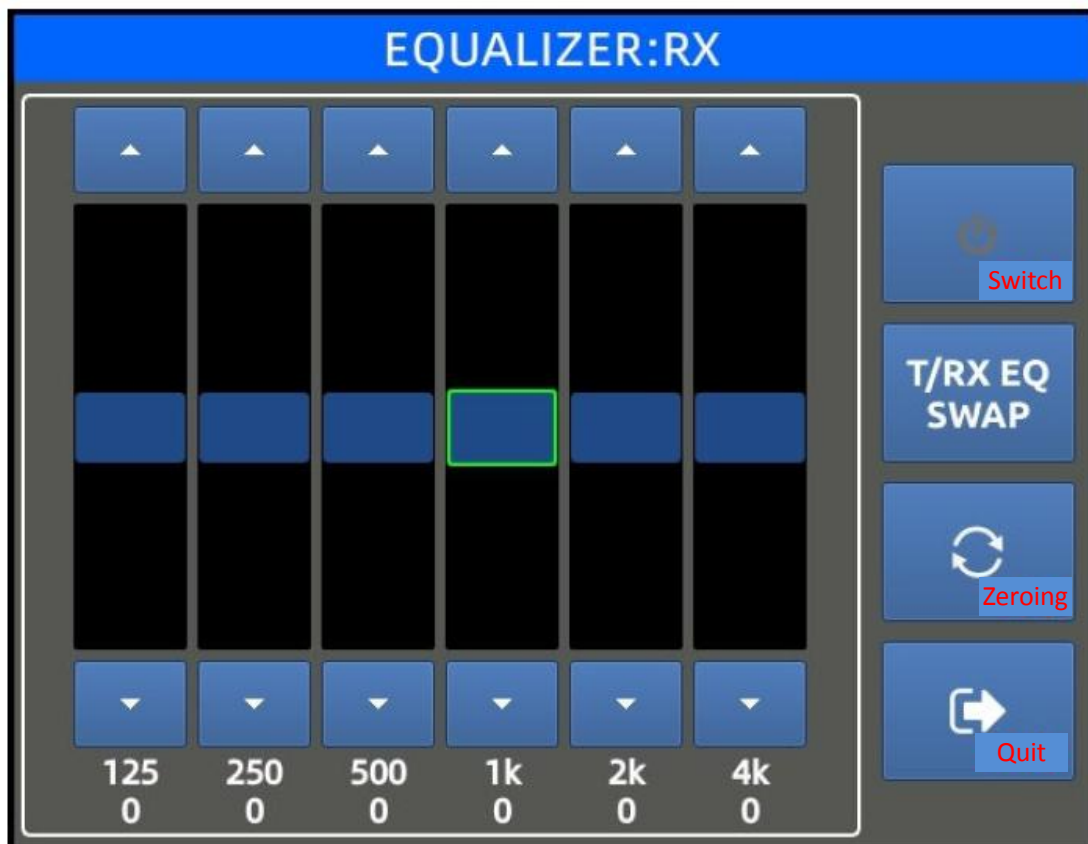 EQUALIZER:RX
Switch
T/RX EQ
SWAP
Zeroing
Quit
125 250 500 1k 2k 4k
0 0 0 0 0 0